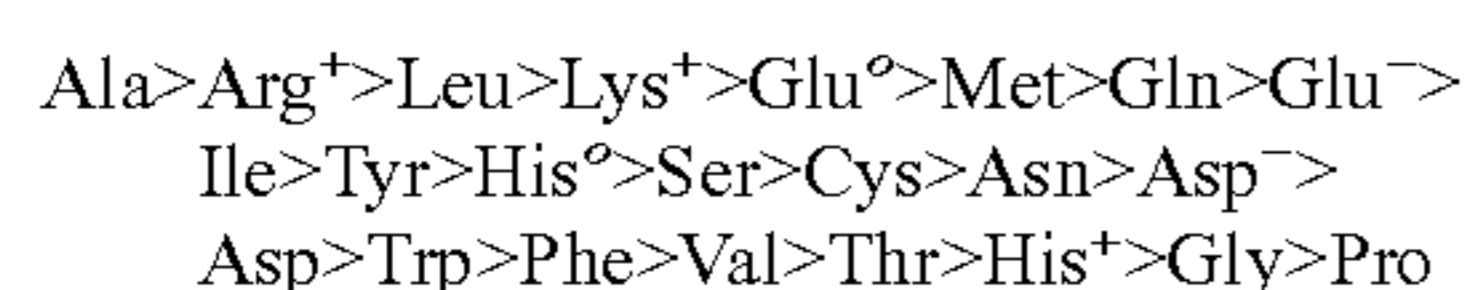 Ala>Arg⁺>Leu>Lys⁺>Gluᵒ>Met>Gln>Glu⁻>
Ile>Tyr>Hisᵒ>Ser>Cys>Asn>Asp⁻>
Asp>Trp>Phe>Val>Thr>His⁺>Gly>Pro